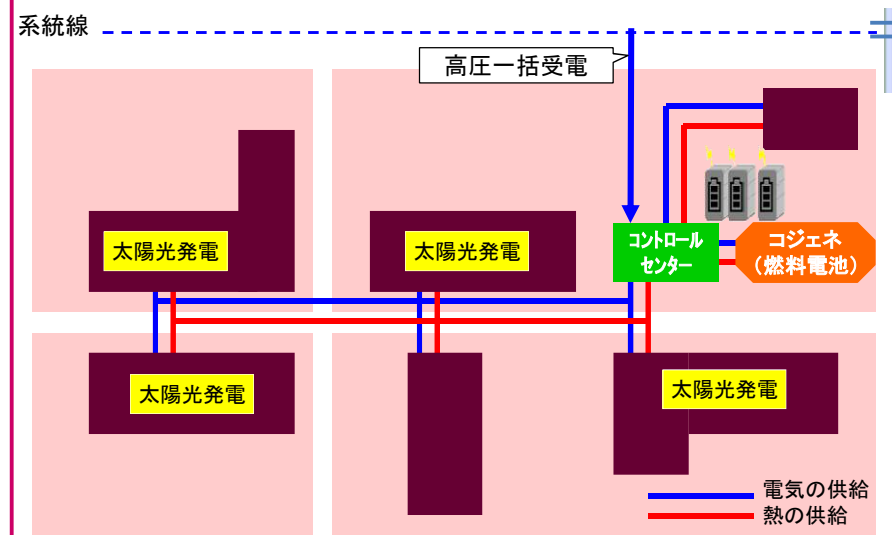 系統線
高圧一括受電
太陽光発電
太陽光発電
コントロール
センター
コジェネ
(燃料電池)
太陽光発電
太陽光発電
電気の供給
熱の供給